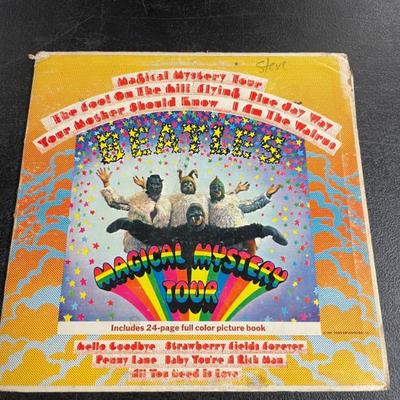 Steve
Magical Mystery Tour
The Fool On The Hill Flying Blue Jay Way
Your Mother Should Know I Am The Walrus
BEATLES
MAGICAL MYSTERY
TOUR
Includes 24-page full color picture book
Hello Goodbye Strawberry Fields Forever
Penny Lane Baby You're A Rich Man
All You Need Is Love